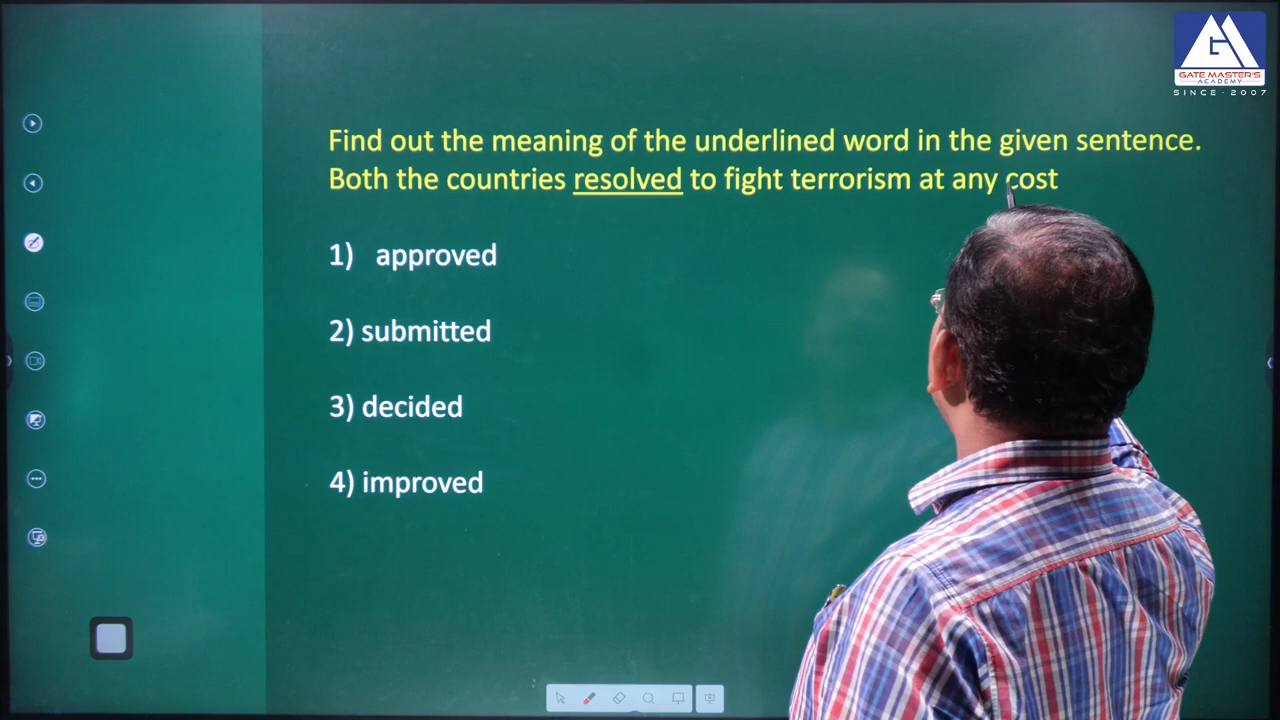 GATE MASTER'S
ACADEMY
SINCE · 2007
Find out the meaning of the underlined word in the given sentence.
Both the countries resolved to fight terrorism at any cost
1) approved
2) submitted
3) decided
4) improved